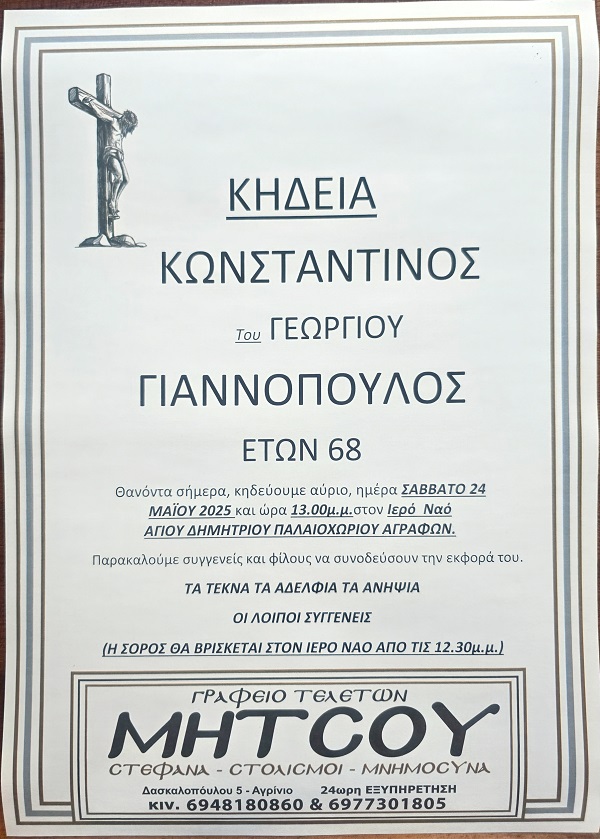 ΚΗΔΕΙΑ
ΚΩΝΣΤΑΝΤΙΝΟΣ
Του ΓΕΩΡΓΙΟΥ
ΓΙΑΝΝΟΠΟΥΛΟΣ
ΕΤΩΝ 68
Θανόντα σήμερα, κηδεύουμε αύριο, ημέρα ΣΑΒΒΑΤΟ 24
ΜΑΪΟΥ 2025 και ώρα 13.00μ.μ.στον Ιερό Ναό
ΑΓΙΟΥ ΔΗΜΗΤΡΙΟΥ ΠΑΛΑΙΟΧΩΡΙΟΥ ΑΓΡΑΦΩΝ.
Παρακαλούμε συγγενείς και φίλους να συνοδεύσουν την εκφορά του.
ΤΑ ΤΕΚΝΑ ΤΑ ΑΔΕΛΦΙΑ ΤΑ ΑΝΗΨΙΑ
ΟΙ ΛΟΙΠΟΙ ΣΥΓΓΕΝΕΙΣ
(Η ΣΟΡΟΣ ΘΑ ΒΡΙΣΚΕΤΑΙ ΣΤΟΝ ΙΕΡΟ ΝΑΟ ΑΠΟ ΤΙΣ 12.30μ.μ.)
ΓΡΑΦΕΙΟ ΤΕΛΕΤΩΝ
ΜΗΤΣΟΥ
ΣΤΕΦΑΝΑ - ΣΤΟΛΙΣΜΟΙ - ΜΝΗΜΟΣΥΝΑ
Δασκαλοπούλου 5 - Αγρίνιο 24ωρη ΕΞΥΠΗΡΕΤΗΣΗ
ΚΙV. 6948180860 & 6977301805